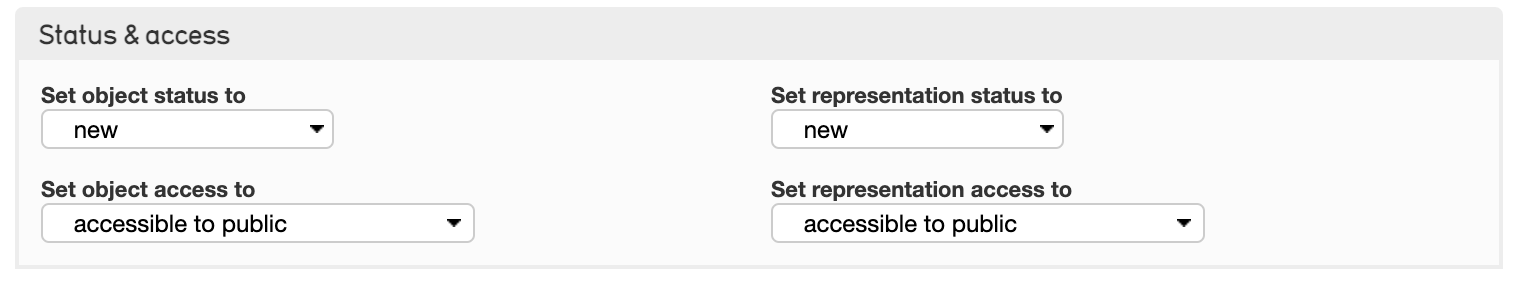 Status & access
Set object status to
new
Set representation status to
new
Set object access to
accessible to public
Set representation access to
accessible to public